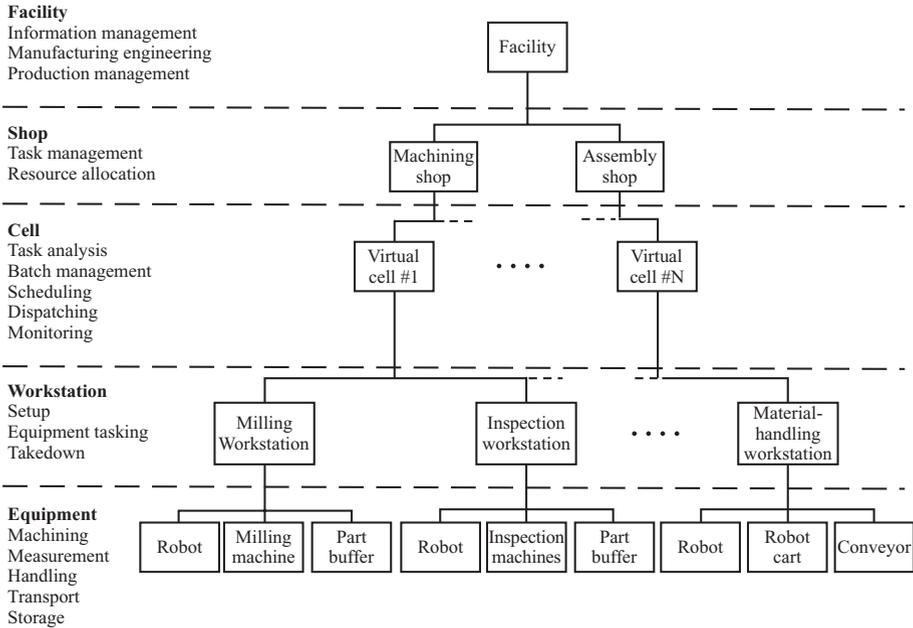 Facility
Information management
Manufacturing engineering
Production management
Facility
Shop
Task management
Resource allocation
Machining
shop
Assembly
shop
Cell
Task analysis
Batch management
Scheduling
Dispatching
Monitoring
Virtual
cell #1
Virtual
cell #N
Workstation
Setup
Equipment tasking
Takedown
Milling
Workstation
Inspection
workstation
Material-
handling
workstation
Equipment
Machining
Measurement
Handling
Transport
Storage
Robot
Milling
machine
Part
buffer
Robot
Inspection
machines
Part
buffer
Robot
Robot
cart
Conveyor